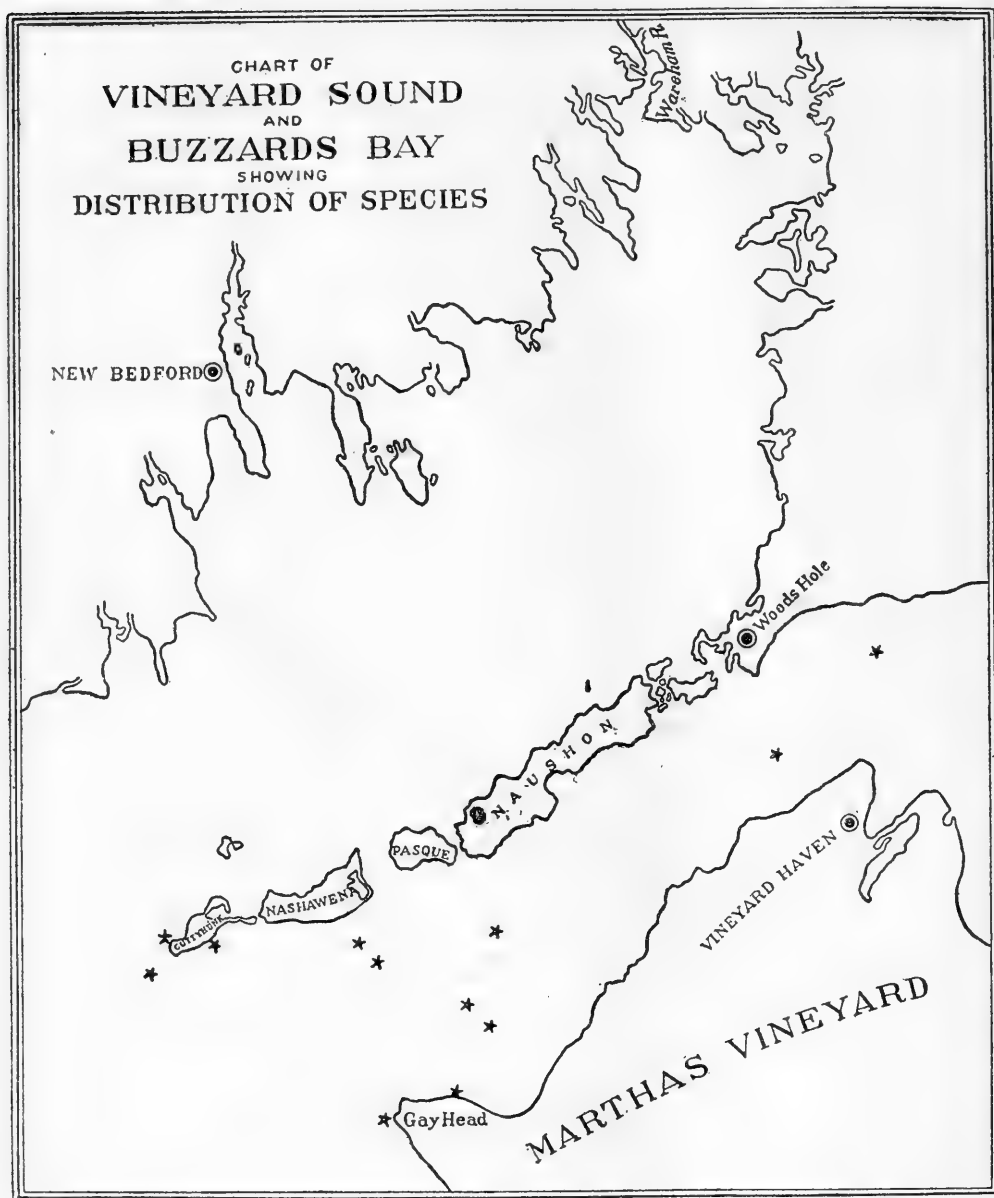 CHART OF
VINEYARD SOUND
AND
BUZZARDS BAY
SHOWING
DISTRIBUTION OF SPECIES
Wareham R.
NEW BEDFORD
Woods Hole
NAUSHON
PASQUE
NASHAWENA
CUTTYHUNK
VINEYARD HAVEN
MARTHAS VINEYARD
Gay Head